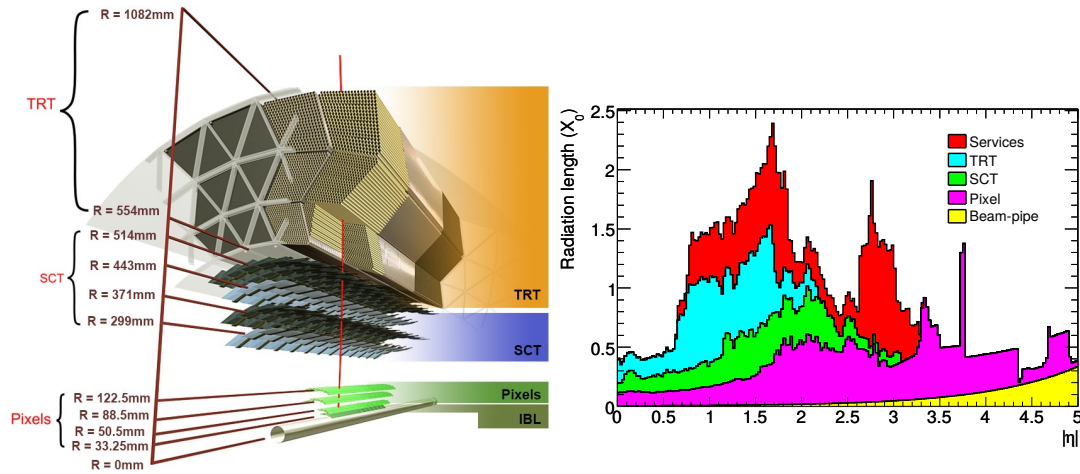 R = 1082mm
TRT
R = 554mm
R = 514mm
R = 443mm
SCT
R = 371mm
R = 299mm
R = 122.5mm
Pixels
R = 88.5mm
R = 50.5mm
R = 33.25mm
R = 0mm
TRT
SCT
Pixels
IBL
Radiation length (X0)
2.5
2
1.5
1
0.5
0
Services
TRT
SCT
Pixel
Beam-pipe
0 0.5 1 1.5 2 2.5 3 3.5 4 4.5 5
|η|